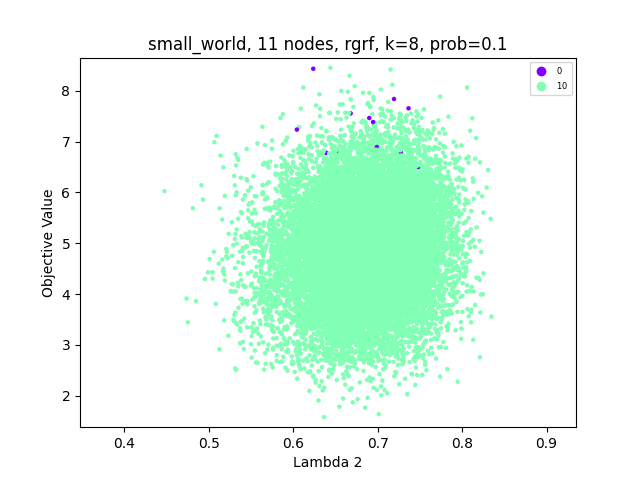 small_world, 11 nodes, rgrf, k=8, prob=0.1
0
10
8
7
6
5
4
3
2
Objective Value
0.4 0.5 0.6 0.7 0.8 0.9
Lambda 2